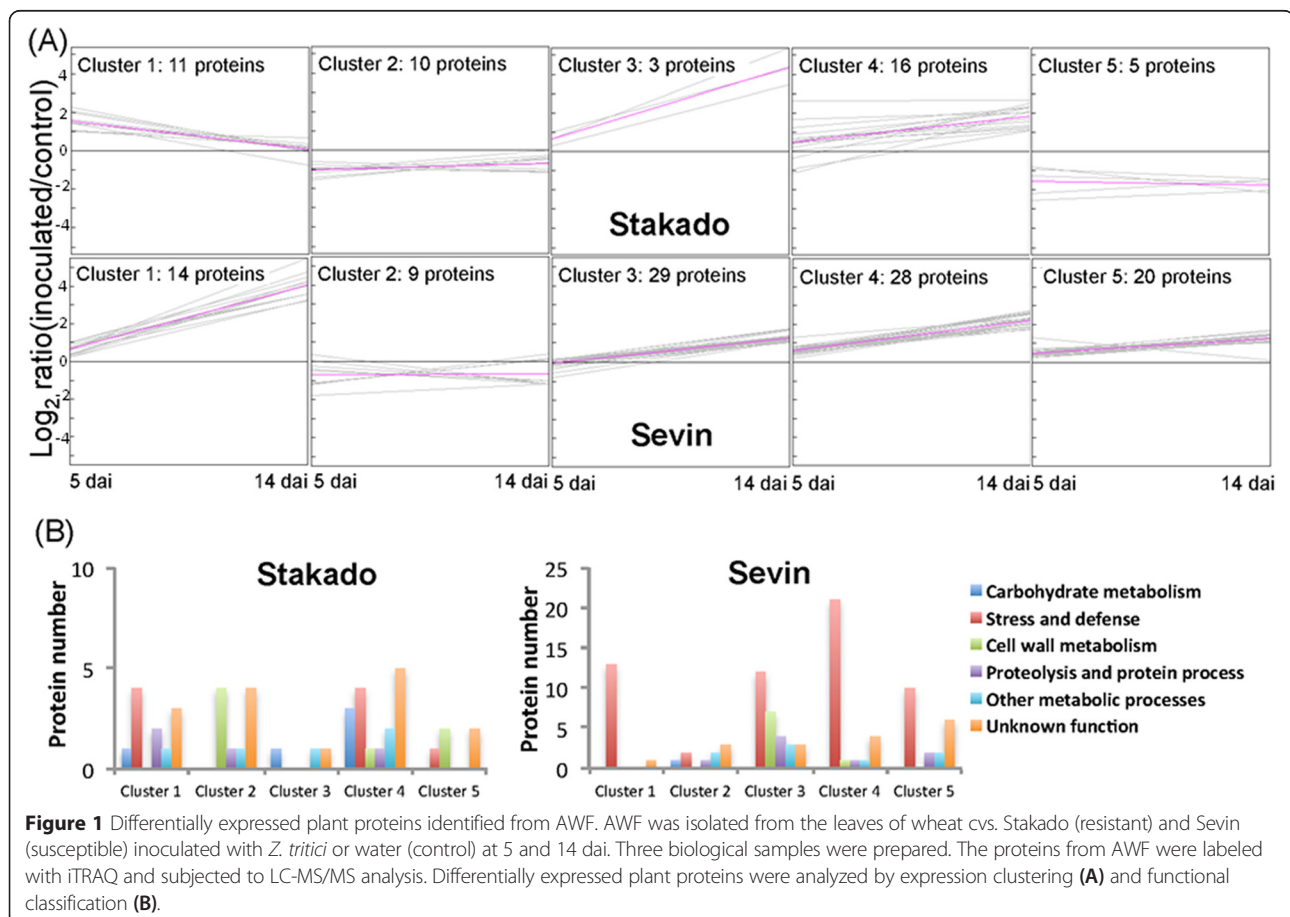 (A)
Log2 ratio(inoculated/control)
Cluster 1: 11 proteins
Cluster 2: 10 proteins
Cluster 3: 3 proteins
Cluster 4: 16 proteins
Cluster 5: 5 proteins
4
2
0
-2
-4
Stakado
Cluster 1: 14 proteins
Cluster 2: 9 proteins
Cluster 3: 29 proteins
Cluster 4: 28 proteins
Cluster 5: 20 proteins
4
2
0
-2
-4
Sevin
5 dai 14 dai 5 dai 14 dai 5 dai 14 dai 5 dai 14 dai 5 dai 14 dai
(B)
Stakado
Protein number
10
5
0
Cluster 1 Cluster 2 Cluster 3 Cluster 4 Cluster 5
Sevin
Protein number
25
20
15
10
5
0
Cluster 1 Cluster 2 Cluster 3 Cluster 4 Cluster 5
Carbohydrate metabolism
Stress and defense
Cell wall metabolism
Proteolysis and protein process
Other metabolic processes
Unknown function
Figure 1 Differentially expressed plant proteins identified from AWF. AWF was isolated from the leaves of wheat cvs. Stakado (resistant) and Sevin
(susceptible) inoculated with Z. tritici or water (control) at 5 and 14 dai. Three biological samples were prepared. The proteins from AWF were labeled
with iTRAQ and subjected to LC-MS/MS analysis. Differentially expressed plant proteins were analyzed by expression clustering (A) and functional
classification (B).